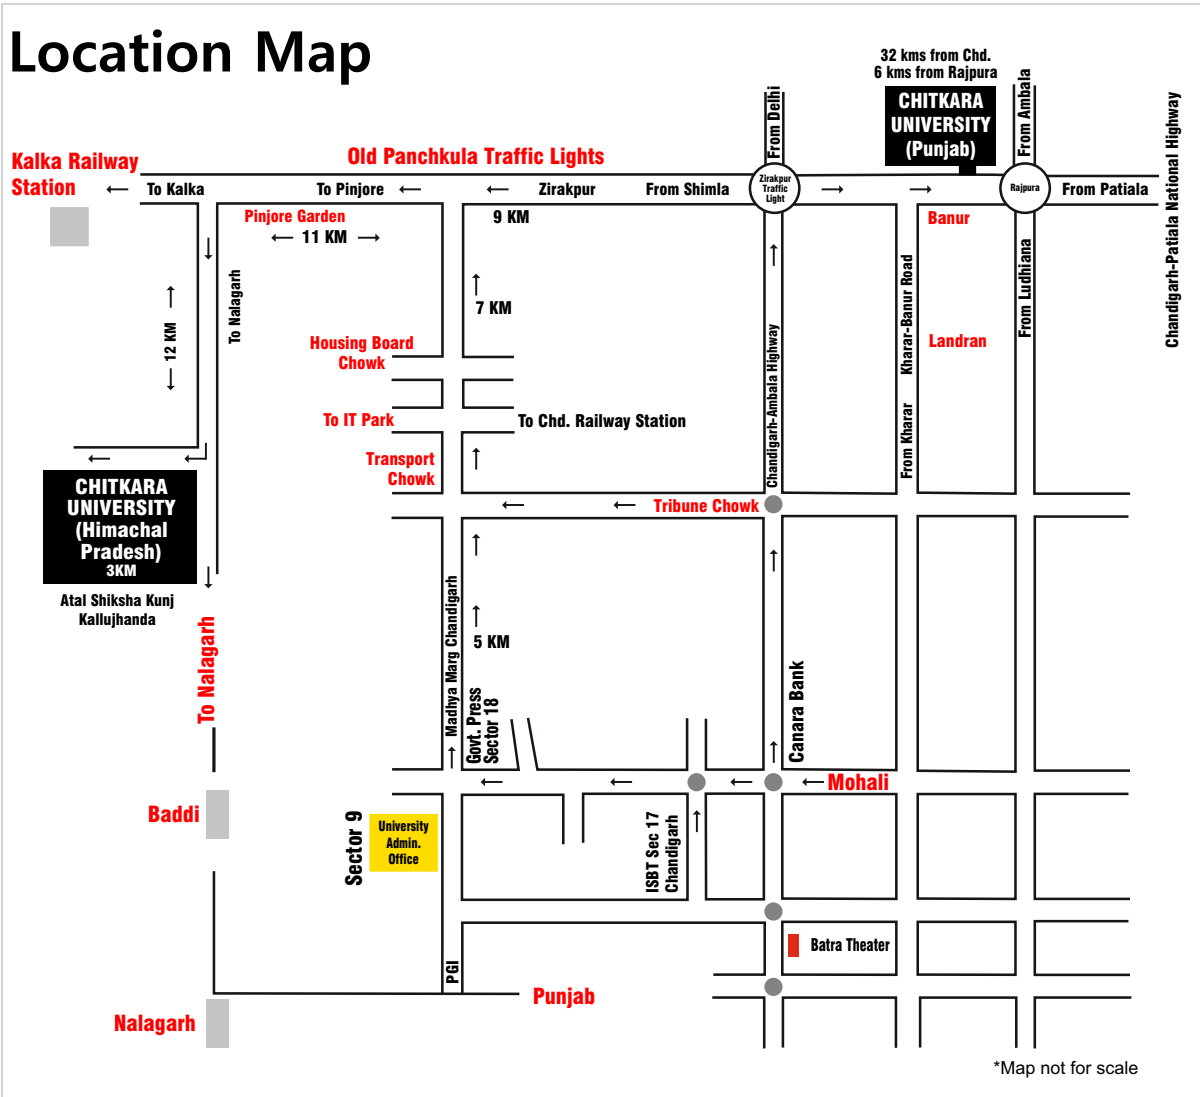 Location Map
32 kms from Chd.
6 kms from Rajpura
CHITKARA
UNIVERSITY
(Punjab)
From Delhi
From Ambala
Chandigarh-Patiala National Highway
Kalka Railway
Station
Old Panchkula Traffic Lights
To Kalka
To Pinjore
Zirakpur
From Shimla
Zirakpur
Traffic
Light
Rajpura
From Patiala
Pinjore Garden
11 KM
9 KM
Banur
To Nalagarh
12 KM
7 KM
Chandigarh-Ambala Highway
Kharar-Banur Road
From Kharar
From Ludhiana
Landran
Housing Board
Chowk
To IT Park
To Chd. Railway Station
Transport
Chowk
Tribune Chowk
CHITKARA
UNIVERSITY
(Himachal
Pradesh)
3KM
Atal Shiksha Kunj
Kallujhanda
To Nalagarh
Madhya Marg Chandigarh
5 KM
Govt. Press
Sector 18
Canara Bank
Mohali
Baddi
Sector 9
University
Admin.
Office
ISBT Sec 17
Chandigarh
Batra Theater
PGI
Punjab
Nalagarh
*Map not for scale